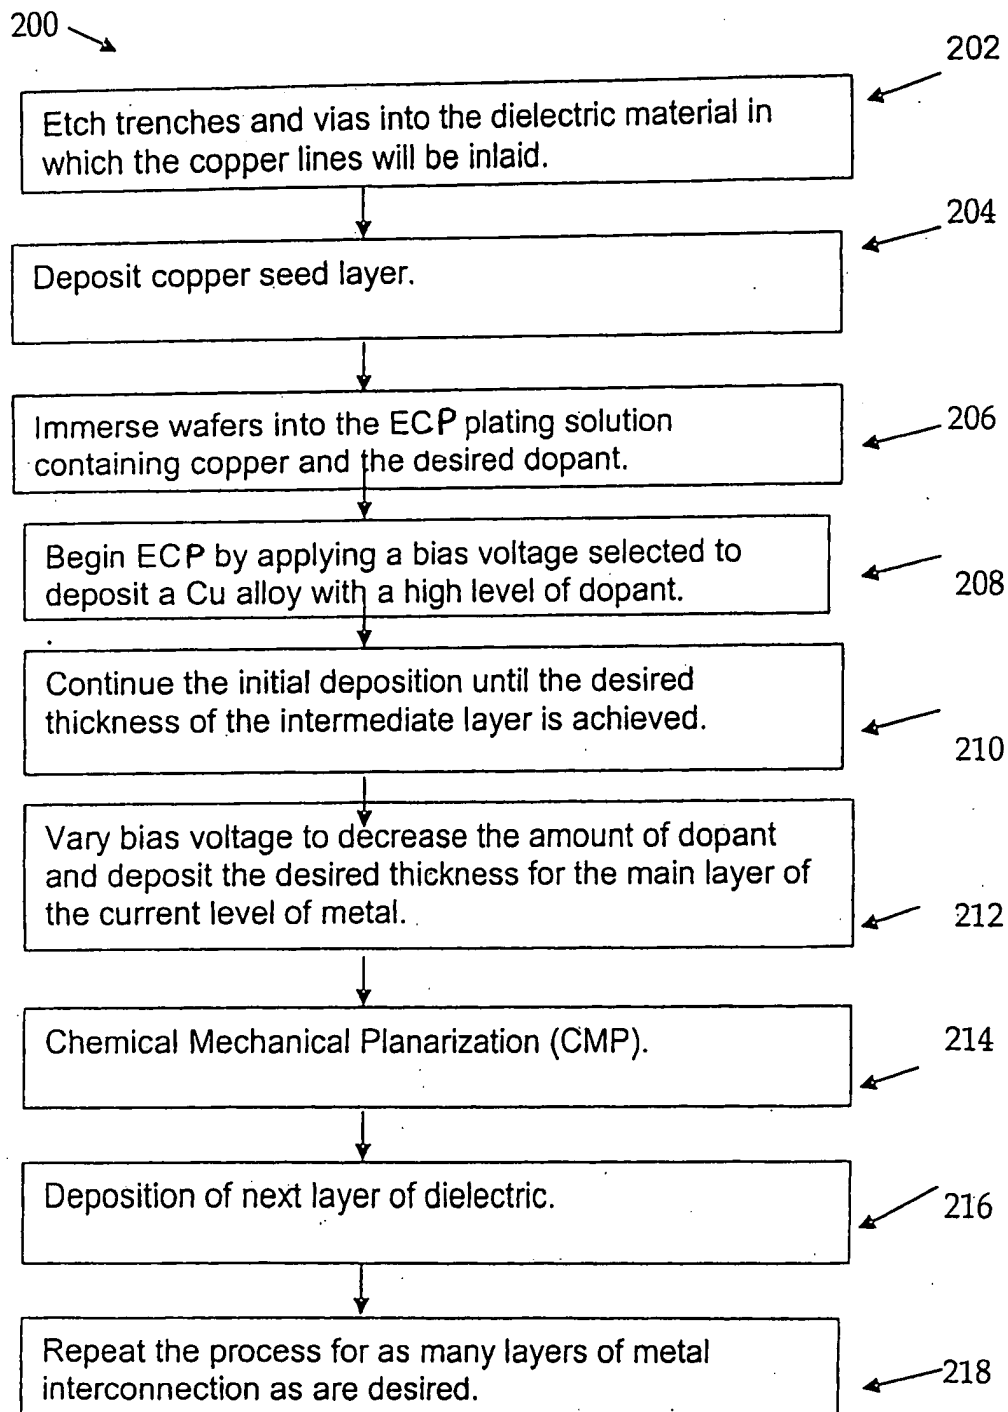 200
202
Etch trenches and vias into the dielectric material in
which the copper lines will be inlaid.
204
Deposit copper seed layer.
206
Immerse wafers into the ECP plating solution
containing copper and the desired dopant.
208
Begin ECP by applying a bias voltage selected to
deposit a Cu alloy with a high level of dopant.
Continue the initial deposition until the desired
thickness of the intermediate layer is achieved.
210
Vary bias voltage to decrease the amount of dopant
and deposit the desired thickness for the main layer of
the current level of metal.
212
Chemical Mechanical Planarization (CMP).
214
Deposition of next layer of dielectric.
216
Repeat the process for as many layers of metal
interconnection as are desired.
218